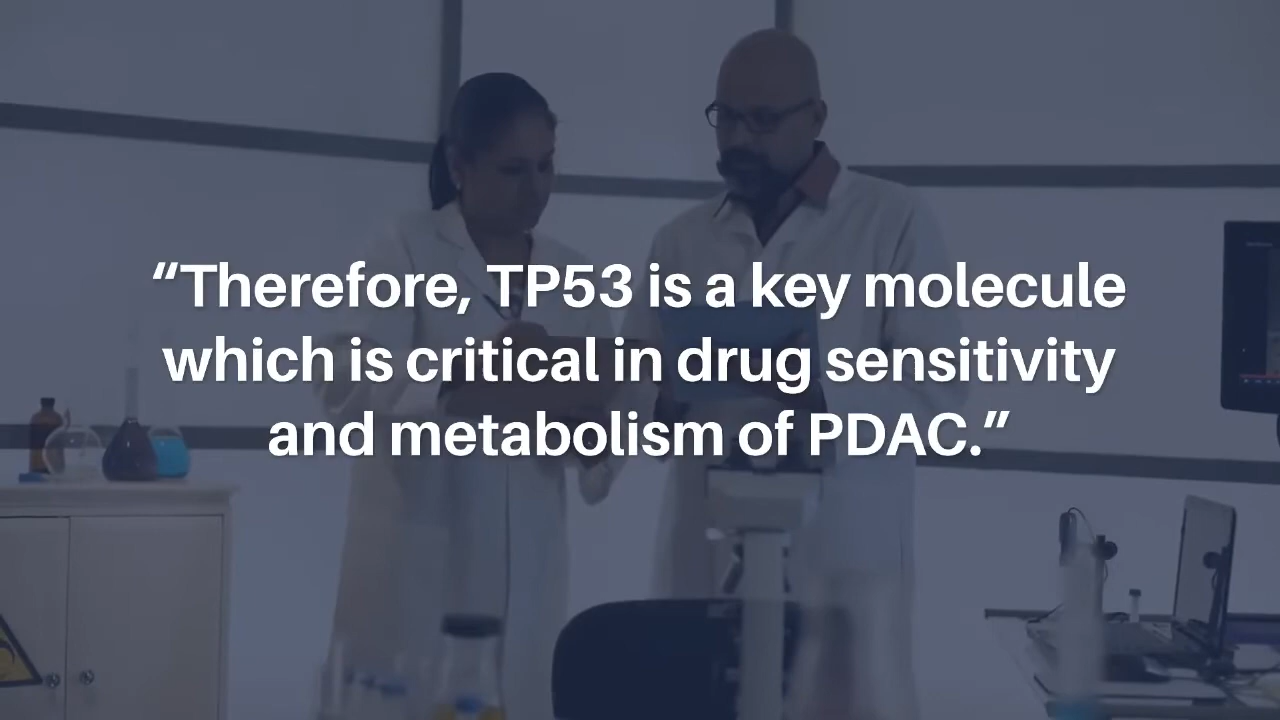 “Therefore, TP53 is a key molecule
which is critical in drug sensitivity
and metabolism of PDAC.”